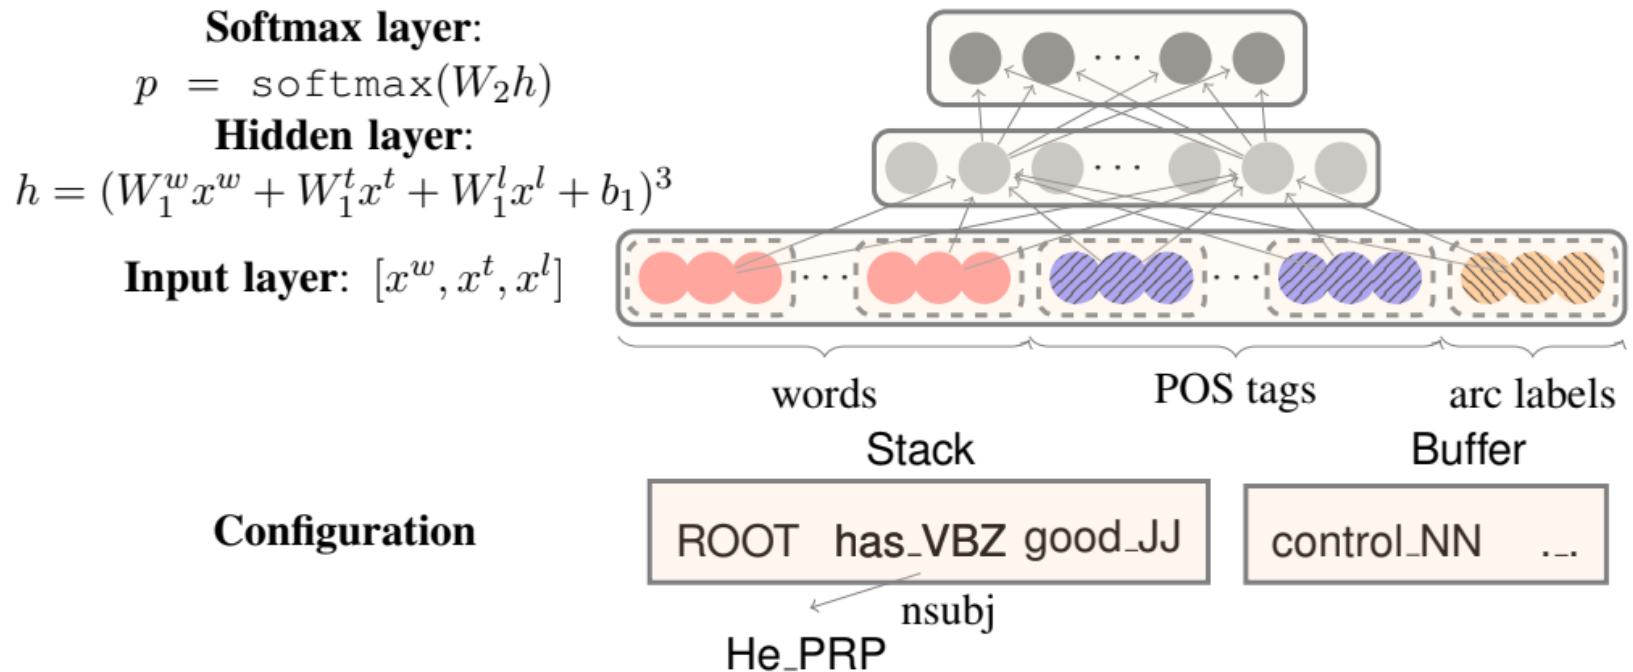 Softmax layer:
p = softmax(W₂h)
Hidden layer:
h = (W₁ʷxʷ + W₁ᵗxᵗ + W₁ˡxˡ + b₁)³
Input layer: [xʷ, xᵗ, xˡ]
···
···
···
···
words
POS tags
arc labels
Stack
Buffer
Configuration
ROOT has_VBZ good_JJ
control_NN ._.
nsubj
He_PRP